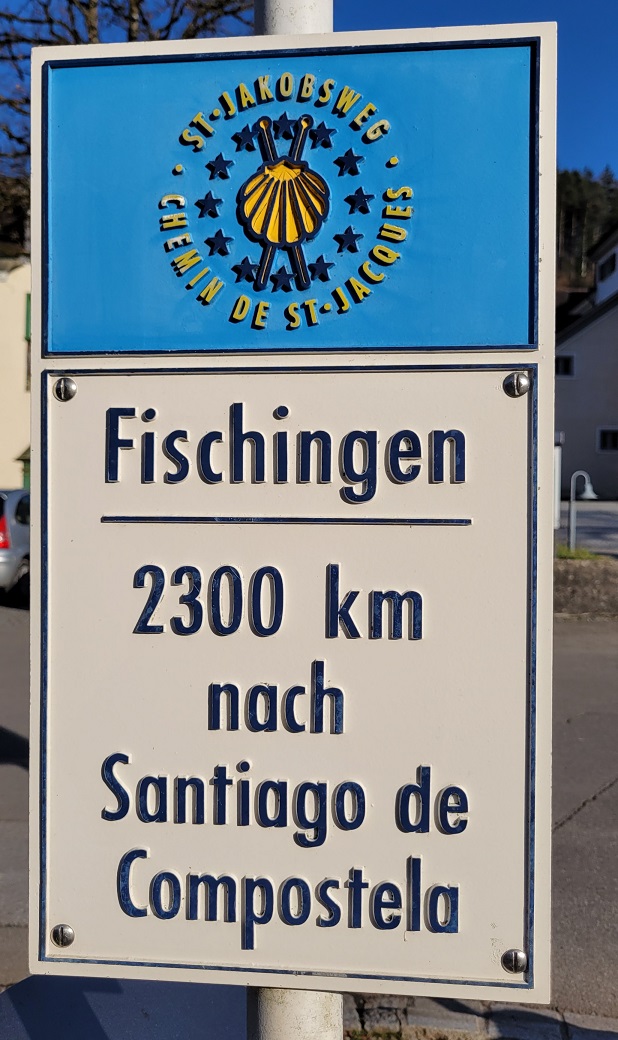 ST·JAKOBSWEG
CHEMIN DE ST·JACQUES
Fischingen
2300 km
nach
Santiago de
Compostela